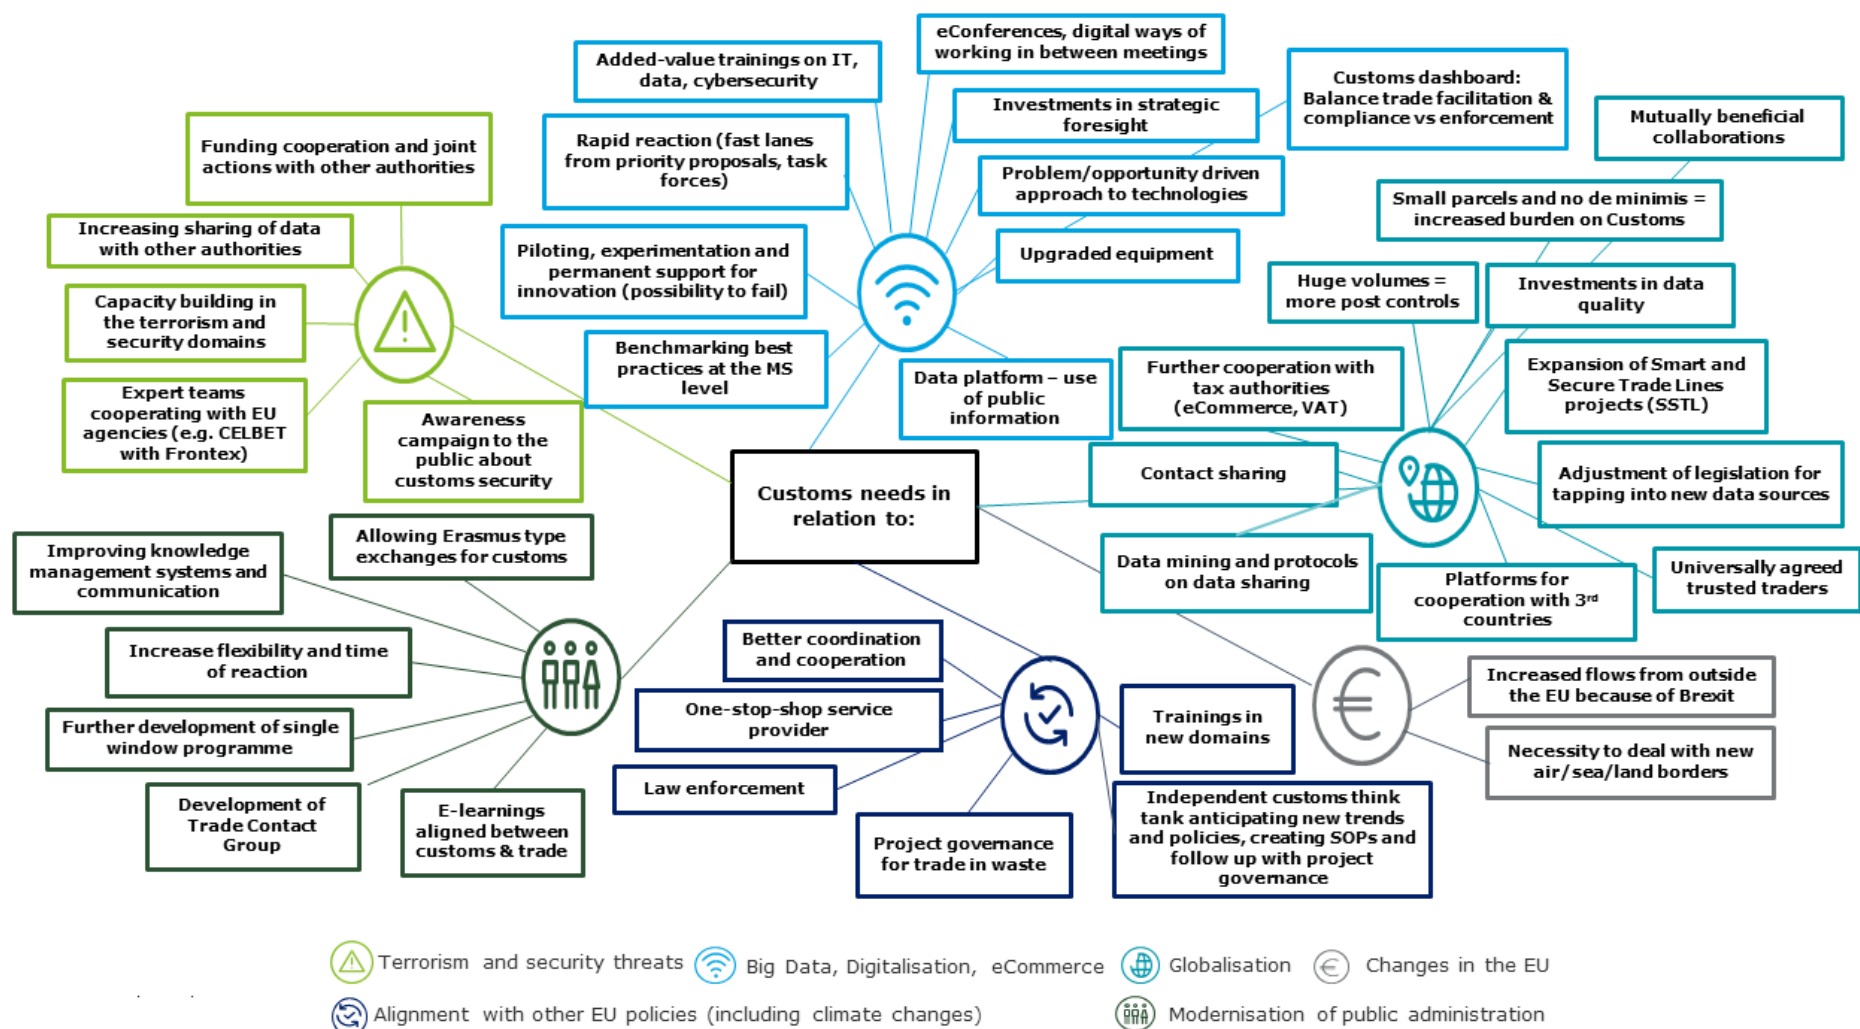 eConferences, digital ways of
working in between meetings
Added-value trainings on IT,
data, cybersecurity
Customs dashboard:
Balance trade facilitation &
compliance vs enforcement
Investments in strategic
foresight
Mutually beneficial
collaborations
Funding cooperation and joint
actions with other authorities
Rapid reaction (fast lanes
from priority proposals, task
forces)
Problem/opportunity driven
approach to technologies
Small parcels and no de minimis =
increased burden on Customs
Increasing sharing of data
with other authorities
Piloting, experimentation and
permanent support for
innovation (possibility to fail)
Upgraded equipment
Huge volumes =
more post controls
Investments in data
quality
Capacity building in
the terrorism and
security domains
Benchmarking best
practices at the MS
level
Data platform – use
of public
information
Further cooperation with
tax authorities
(eCommerce, VAT)
Expansion of Smart and
Secure Trade Lines
projects (SSTL)
Expert teams
cooperating with EU
agencies (e.g. CELBET
with Frontex)
Awareness
campaign to the
public about
customs security
Customs needs in
relation to:
Contact sharing
Adjustment of legislation for
tapping into new data sources
Allowing Erasmus type
exchanges for customs
Improving knowledge
management systems and
communication
Data mining and protocols
on data sharing
Platforms for
cooperation with 3rd
countries
Universally agreed
trusted traders
Increase flexibility and time
of reaction
Better coordination
and cooperation
Increased flows from outside
the EU because of Brexit
Further development of single
window programme
One-stop-shop service
provider
Trainings in
new domains
Necessity to deal with new
air/sea/land borders
Law enforcement
Development of
Trade Contact
Group
E-learnings
aligned between
customs & trade
Project governance
for trade in waste
Independent customs think
tank anticipating new trends
and policies, creating SOPs and
follow up with project
governance
Terrorism and security threats
Big Data, Digitalisation, eCommerce
Globalisation
Changes in the EU
Alignment with other EU policies (including climate changes)
Modernisation of public administration